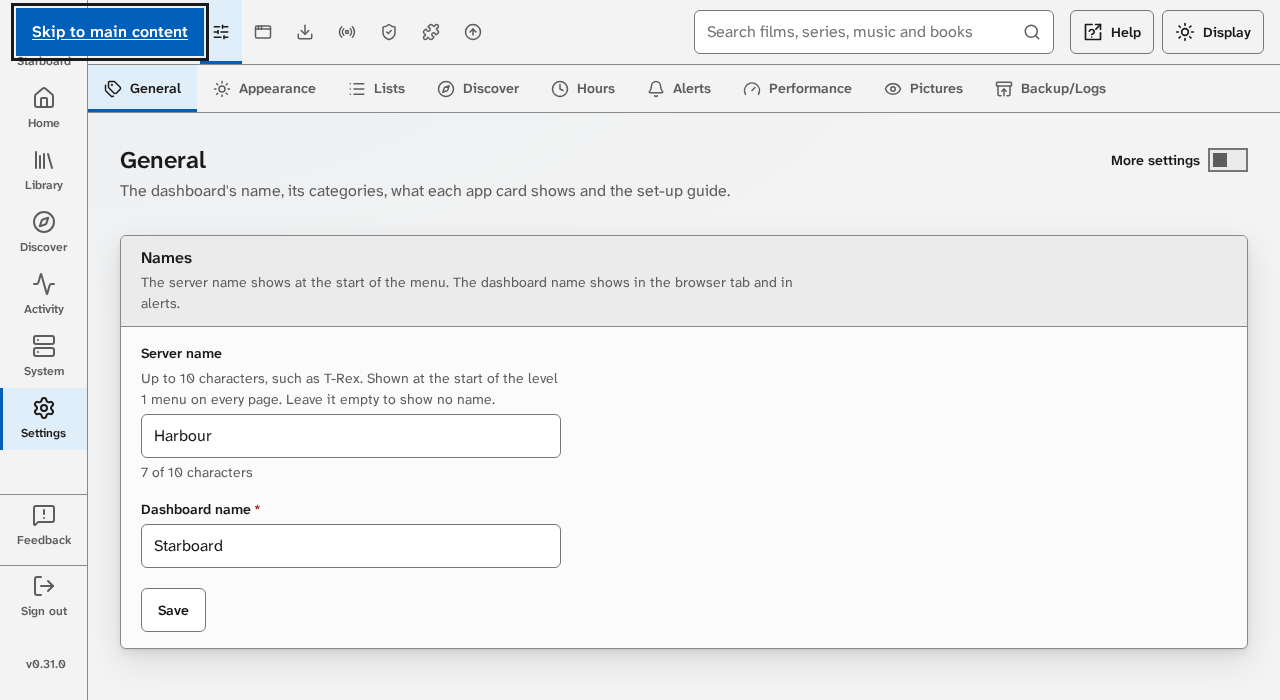 Skip to main content
Starboard
Search films, series, music and books
Help
Display
General
Appearance
Lists
Discover
Hours
Alerts
Performance
Pictures
Backup/Logs
Home
Library
Discover
Activity
System
Settings
Feedback
Sign out
v0.31.0
General
More settings
The dashboard's name, its categories, what each app card shows and the set-up guide.
Names
The server name shows at the start of the menu. The dashboard name shows in the browser tab and in
alerts.
Server name
Up to 10 characters, such as T-Rex. Shown at the start of the level
1 menu on every page. Leave it empty to show no name.
Harbour
7 of 10 characters
Dashboard name *
Starboard
Save